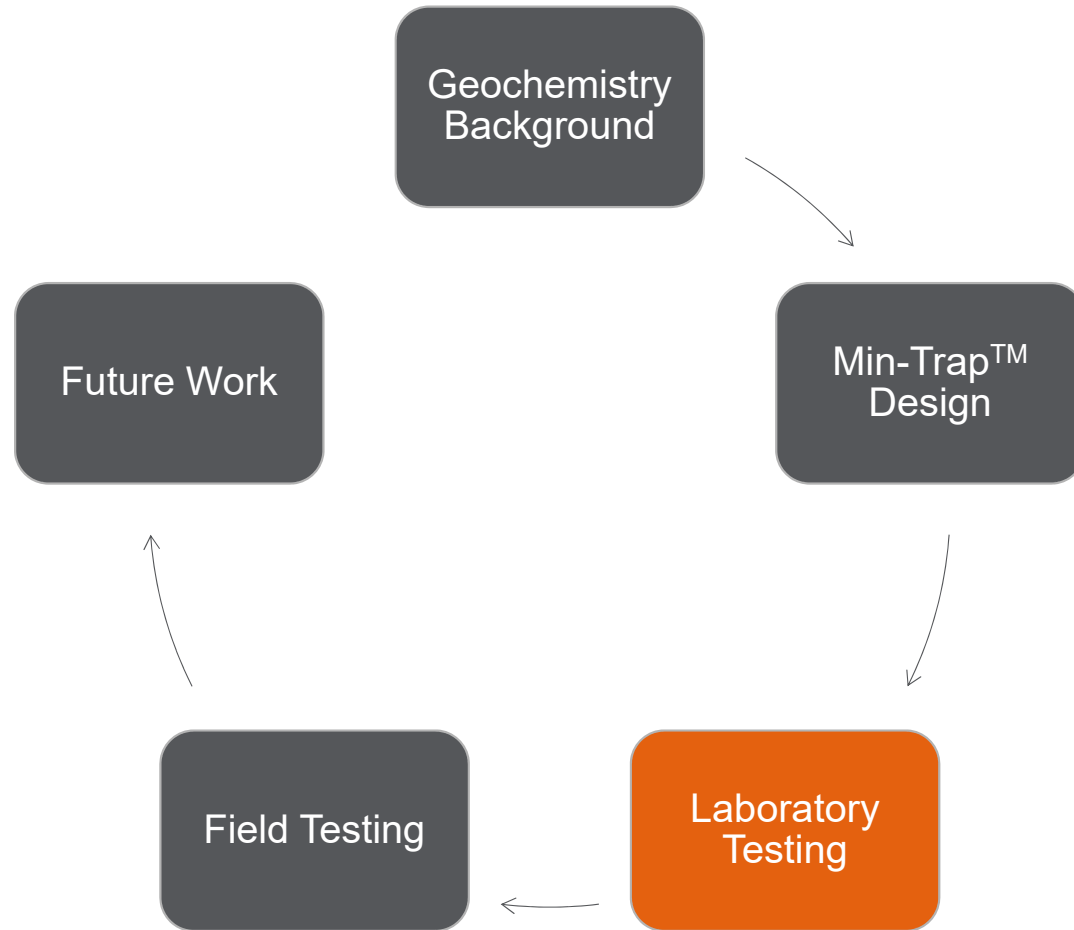 Geochemistry
Background
Min-Trap™
Design
Laboratory
Testing
Field Testing
Future Work